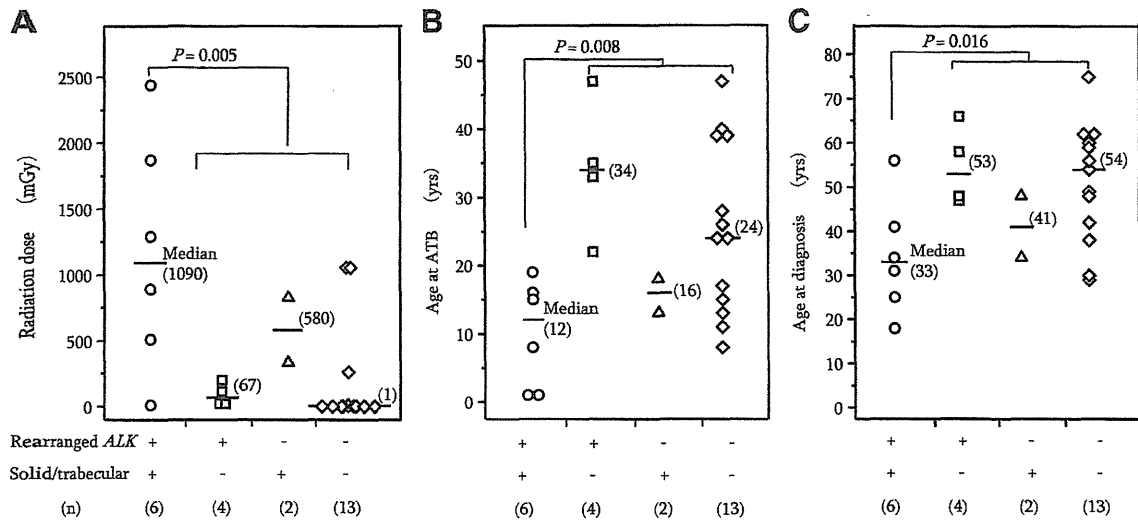 A
B
C
P = 0.005
P = 0.008
P = 0.016
Radiation dose (mGy)
2500
2000
1500
1000
500
0
Median
(1090)
(67)
(580)
(1)
Age at ATB (yrs)
50
40
30
20
10
0
Median
(12)
(34)
(16)
(24)
Age at diagnosis (yrs)
80
70
60
50
40
30
20
10
0
Median
(33)
(53)
(41)
(54)
Rearranged ALK + + - - + + - - + + - -
Solid/trabecular + - + - + - + - + - + -
(n) (6) (4) (2) (13) (6) (4) (2) (13) (6) (4) (2) (13)